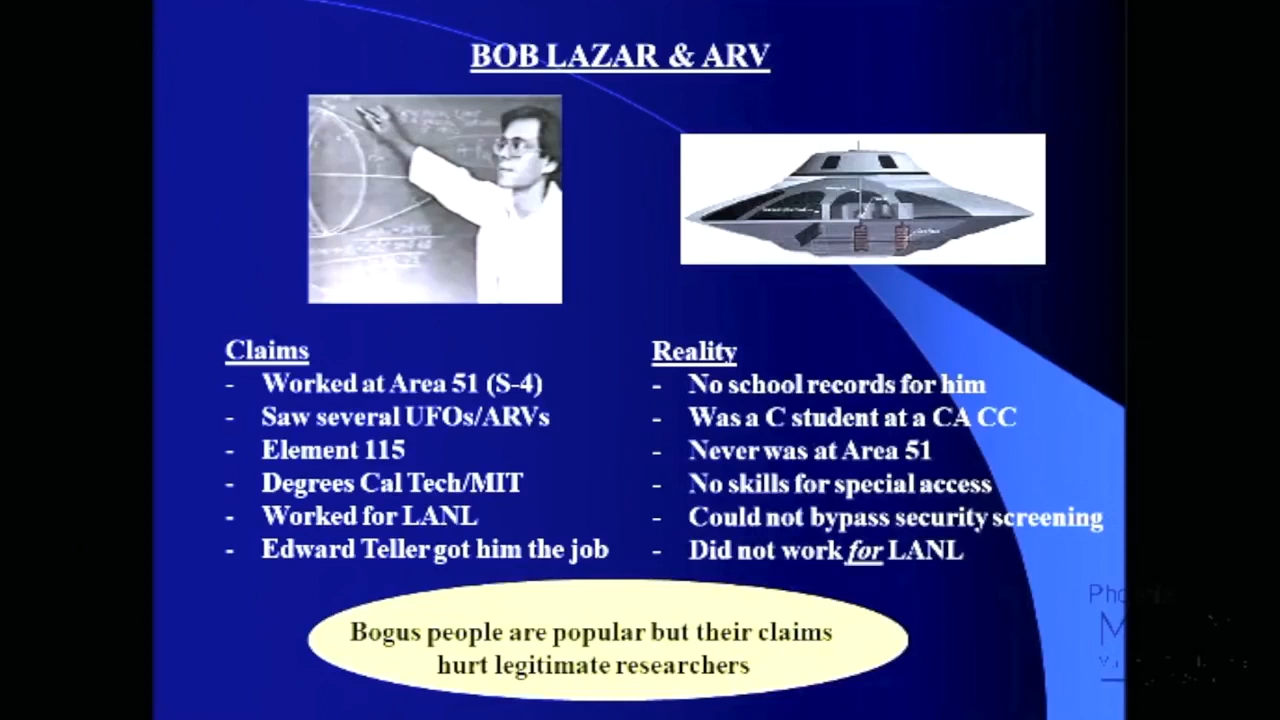 BOB LAZAR & ARV
Claims
- Worked at Area 51 (S-4)
- Saw several UFOs/ARVs
- Element 115
- Degrees Cal Tech/MIT
- Worked for LANL
- Edward Teller got him the job
Reality
- No school records for him
- Was a C student at a CA CC
- Never was at Area 51
- No skills for special access
- Could not bypass security screening
- Did not work for LANL
Bogus people are popular but their claims
hurt legitimate researchers